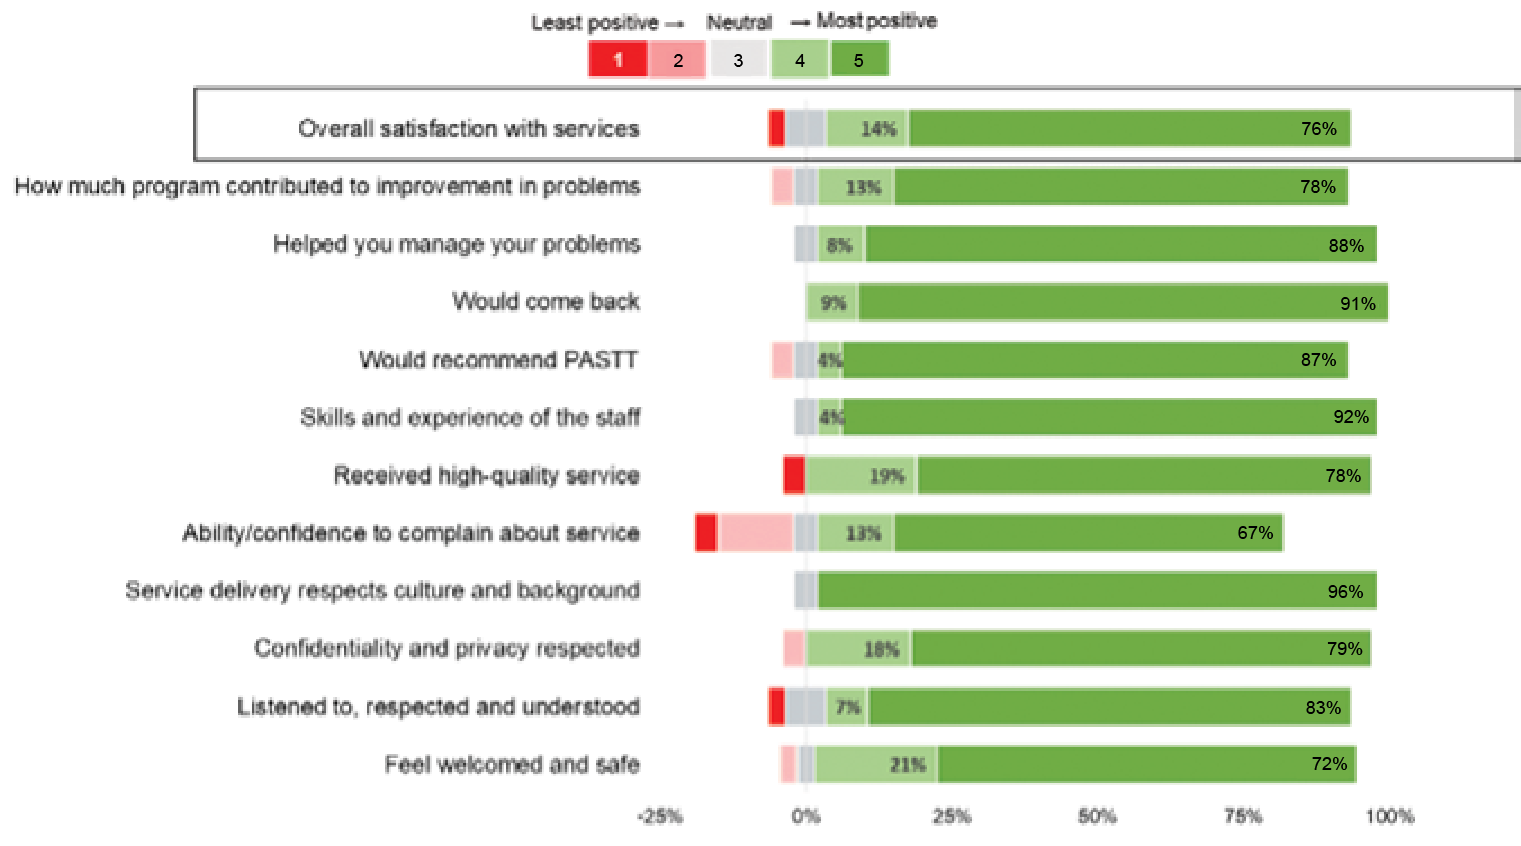 Least positive → Neutral → Most positive
1 2 3 4 5
Overall satisfaction with services 14% 76%
How much program contributed to improvement in problems 13% 78%
Helped you manage your problems 8% 88%
Would come back 9% 91%
Would recommend PASTT 4% 87%
Skills and experience of the staff 4% 92%
Received high-quality service 19% 78%
Ability/confidence to complain about service 13% 67%
Service delivery respects culture and background 96%
Confidentiality and privacy respected 18% 79%
Listened to, respected and understood 7% 83%
Feel welcomed and safe 21% 72%
-25% 0% 25% 50% 75% 100%